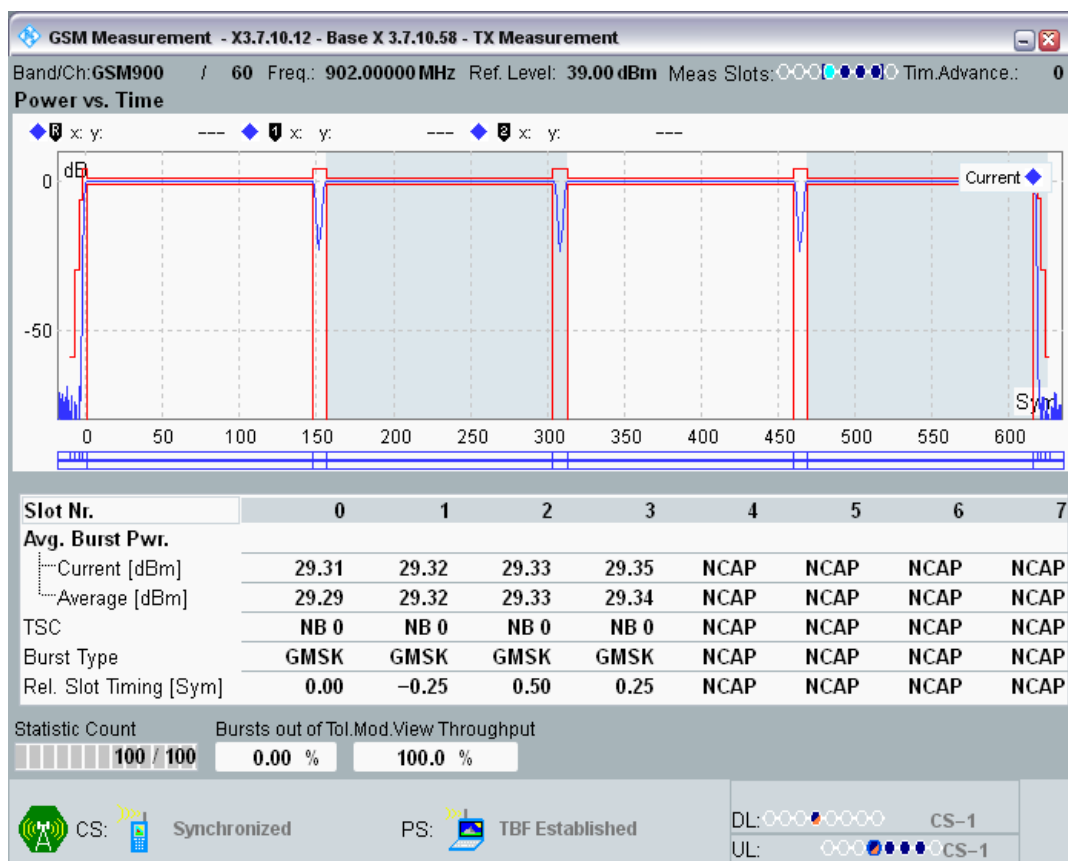 GSM Measurement - X3.7.10.12 - Base X 3.7.10.58 - TX Measurement
Band/Ch:GSM900 / 60 Freq.: 902.00000 MHz Ref. Level: 39.00 dBm Meas Slots: Tim.Advance.: 0
Power vs. Time
R x: y: --- 1 x: y: --- 2 x: y: ---
dB
Current
0
-50
Sym
0 50 100 150 200 250 300 350 400 450 500 550 600
Slot Nr. 0 1 2 3 4 5 6 7
Avg. Burst Pwr.
Current [dBm] 29.31 29.32 29.33 29.35 NCAP NCAP NCAP NCAP
Average [dBm] 29.29 29.32 29.33 29.34 NCAP NCAP NCAP NCAP
TSC NB 0 NB 0 NB 0 NB 0 NCAP NCAP NCAP NCAP
Burst Type GMSK GMSK GMSK GMSK NCAP NCAP NCAP NCAP
Rel. Slot Timing [Sym] 0.00 −0.25 0.50 0.25 NCAP NCAP NCAP NCAP
Statistic Count Bursts out of Tol.Mod.View Throughput
100 / 100 0.00 % 100.0 %
CS: Synchronized PS: TBF Established
DL: CS−1
UL: CS−1